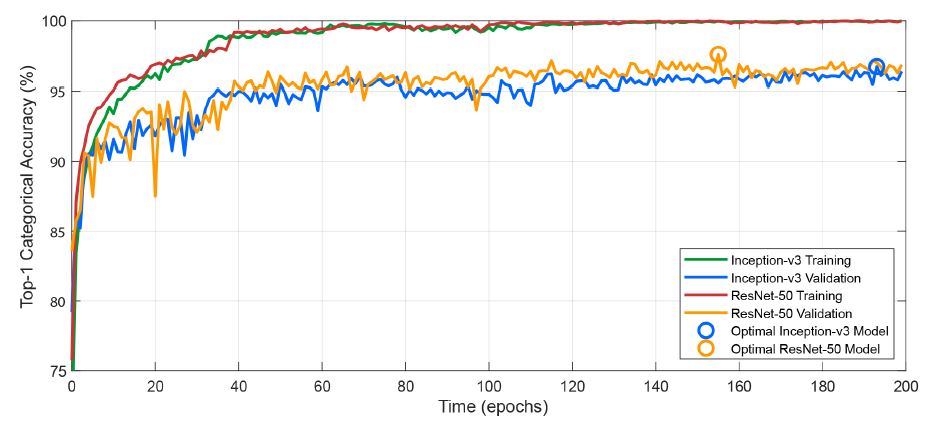 Top-1 Categorical Accuracy (%)
100
95
90
85
80
75
0 20 40 60 80 100 120 140 160 180 200
Time (epochs)
Inception-v3 Training
Inception-v3 Validation
ResNet-50 Training
ResNet-50 Validation
Optimal Inception-v3 Model
Optimal ResNet-50 Model